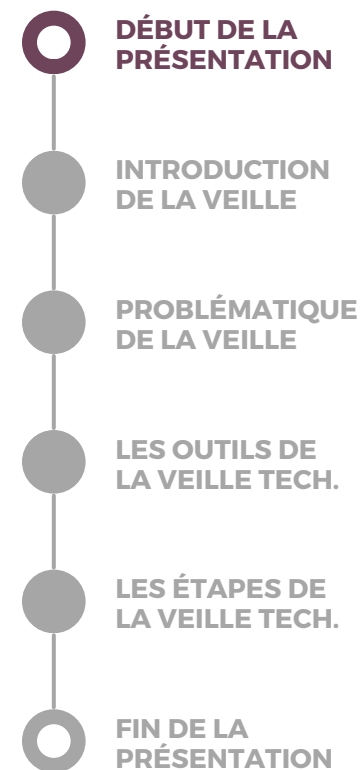 DÉBUT DE LA
PRÉSENTATION
INTRODUCTION
DE LA VEILLE
PROBLÉMATIQUE
DE LA VEILLE
LES OUTILS DE
LA VEILLE TECH.
LES ÉTAPES DE
LA VEILLE TECH.
FIN DE LA
PRÉSENTATION